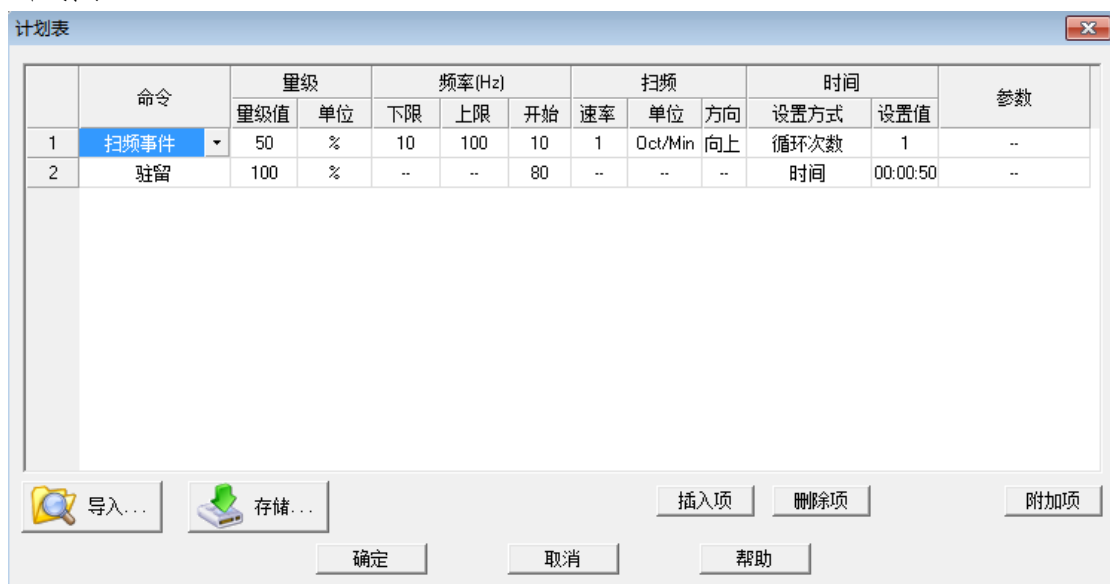 计划表
命令 量级 频率(Hz) 扫频 时间 参数
量级值 单位 下限 上限 开始 速率 单位 方向 设置方式 设置值
1 扫频事件 50 % 10 100 10 1 Oct/Min 向上 循环次数 1 --
2 驻留 100 % -- -- 80 -- -- -- 时间 00:00:50 --
导入... 存储... 插入项 删除项 附加项
确定 取消 帮助